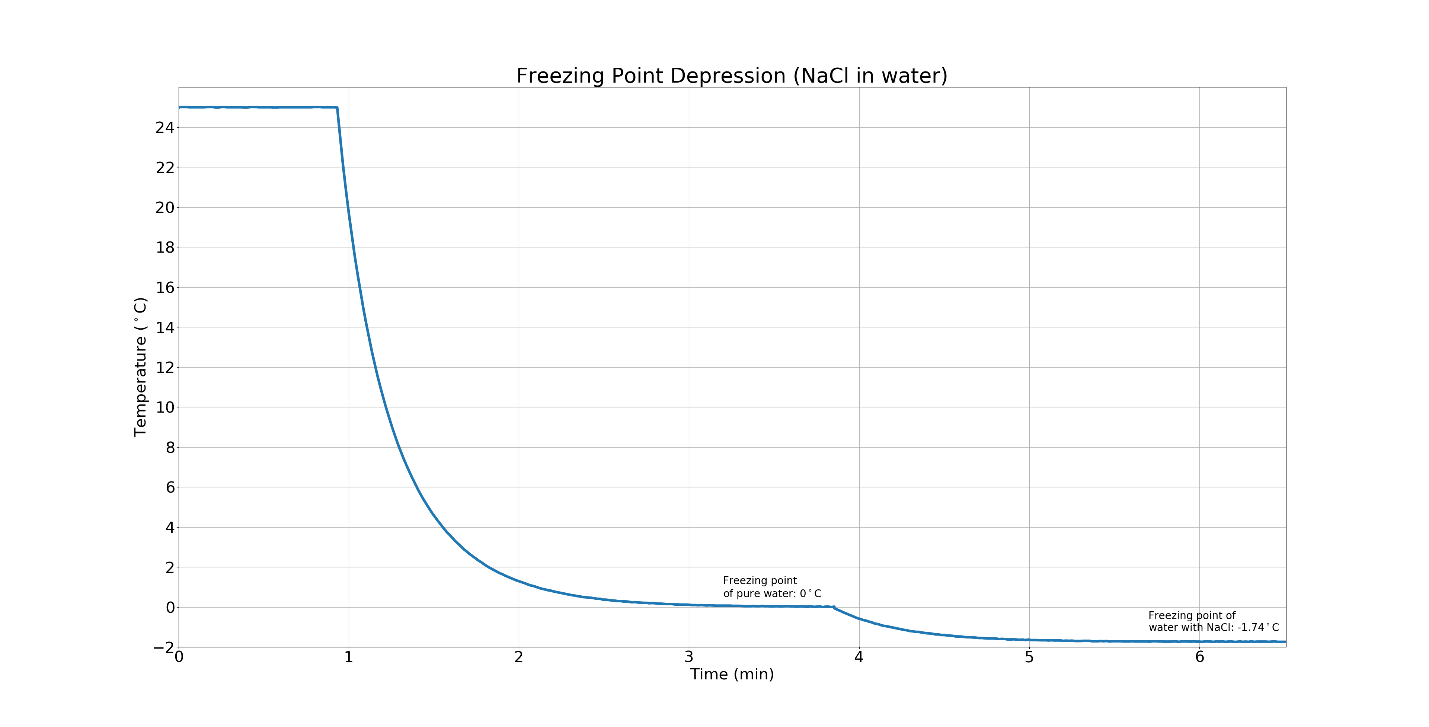 Freezing Point Depression (NaCl in water)
Temperature (°C)
24
22
20
18
16
14
12
10
8
6
4
2
0
−2
Freezing point
of pure water: 0°C
Freezing point of
water with NaCl: -1.74°C
0 1 2 3 4 5 6
Time (min)